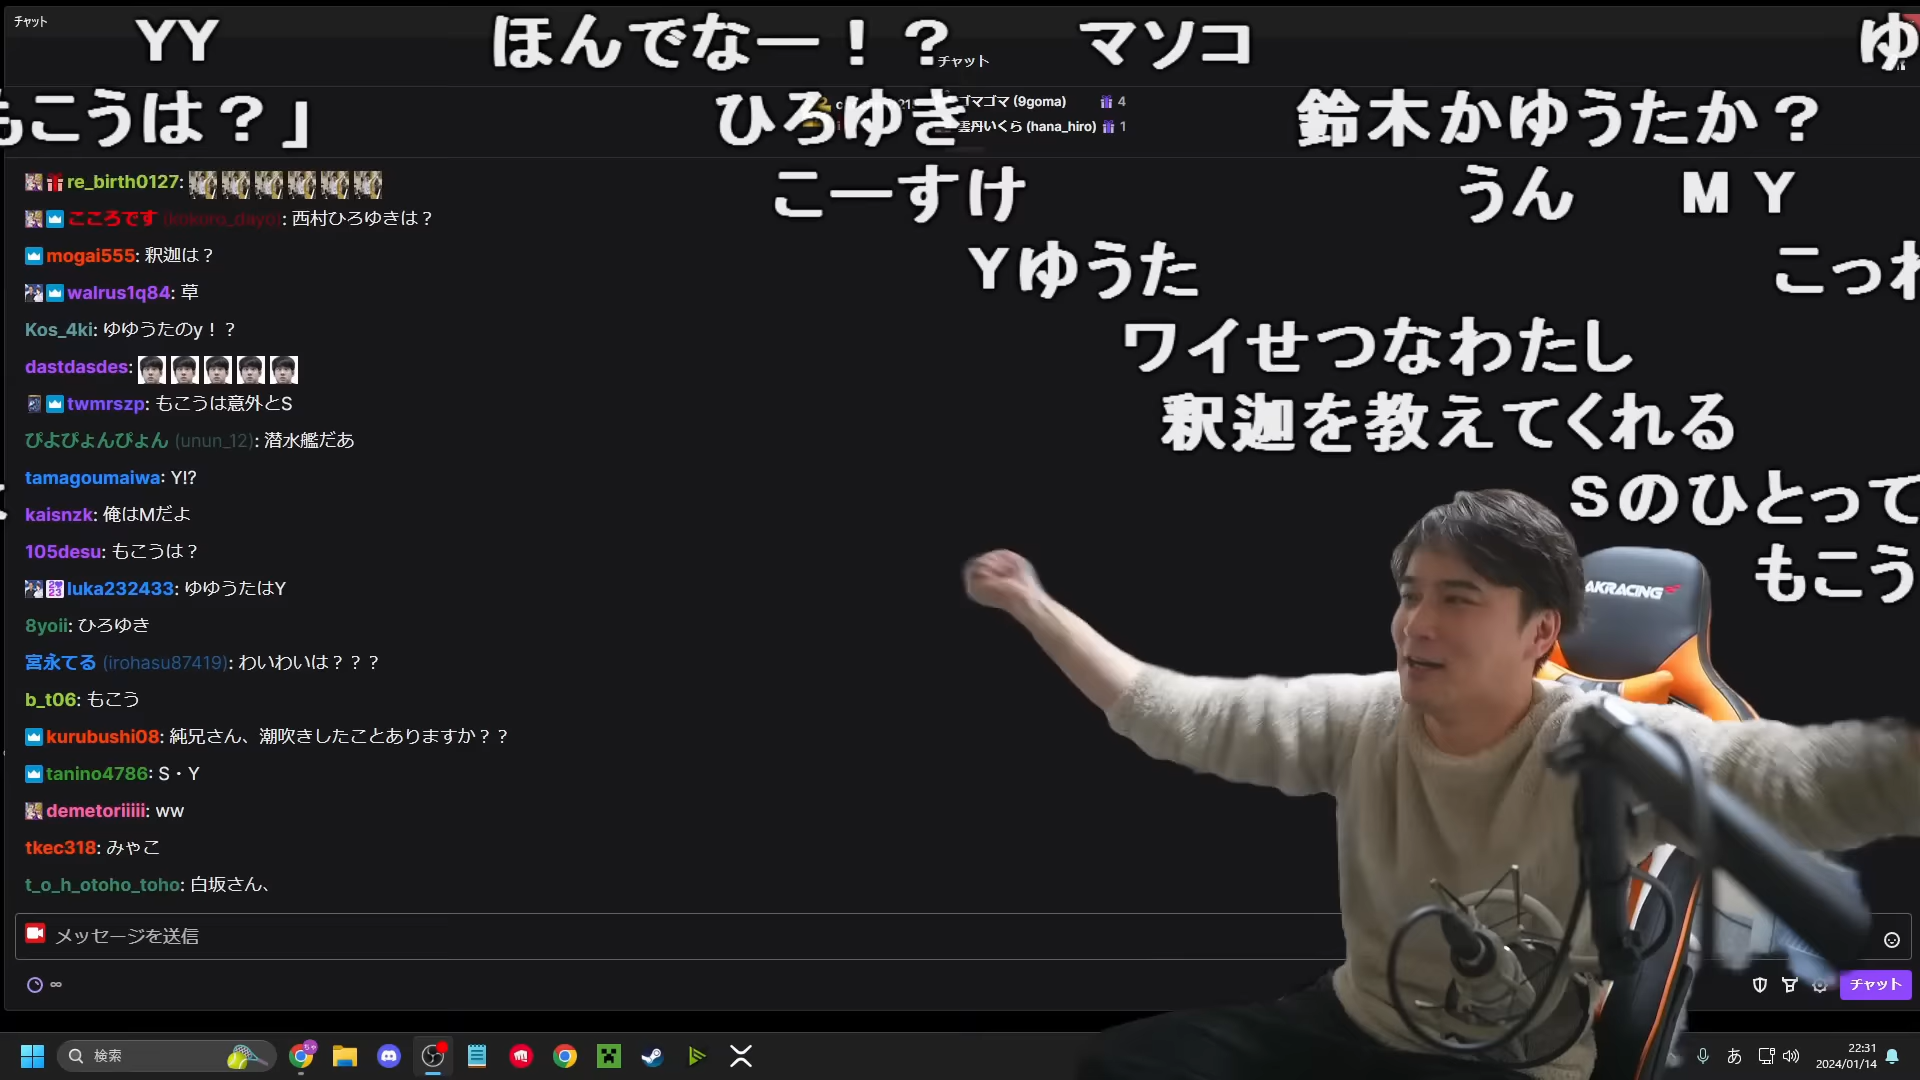 チャット
YY
ほんでなー！？
マソコ
ゆ
チャット
もこうは？」
ひろゆき
鈴木かゆうたか？
ゴマゴマ (9goma) 4
雲丹いくら (hana_hiro) 1
こーすけ
うん
ＭＹ
Ｙゆうた
こっれ
ワイせつなわたし
釈迦を教えてくれる
Ｓのひとって
もこう
re_birth0127:
こころです (kokoro_dayo): 西村ひろゆきは？
mogai555: 釈迦は？
walrus1q84: 草
Kos_4ki: ゆゆうたのy！？
dastdasdes:
twmrszp: もこうは意外とS
ぴよぴょんぴょん (unun_12): 潜水艦だあ
tamagoumaiwa: Y!?
kaisnzk: 俺はMだよ
105desu: もこうは？
luka232433: ゆゆうたはY
8yoii: ひろゆき
宮永てる (irohasu87419): わいわいは？？？
b_t06: もこう
kurubushi08: 純兄さん、潮吹きしたことありますか？？
tanino4786: S・Y
demetoriiiii: ww
tkec318: みゃこ
t_o_h_otoho_toho: 白坂さん、
AKRACING
メッセージを送信
∞
チャット
検索
あ
22:31
2024/01/14